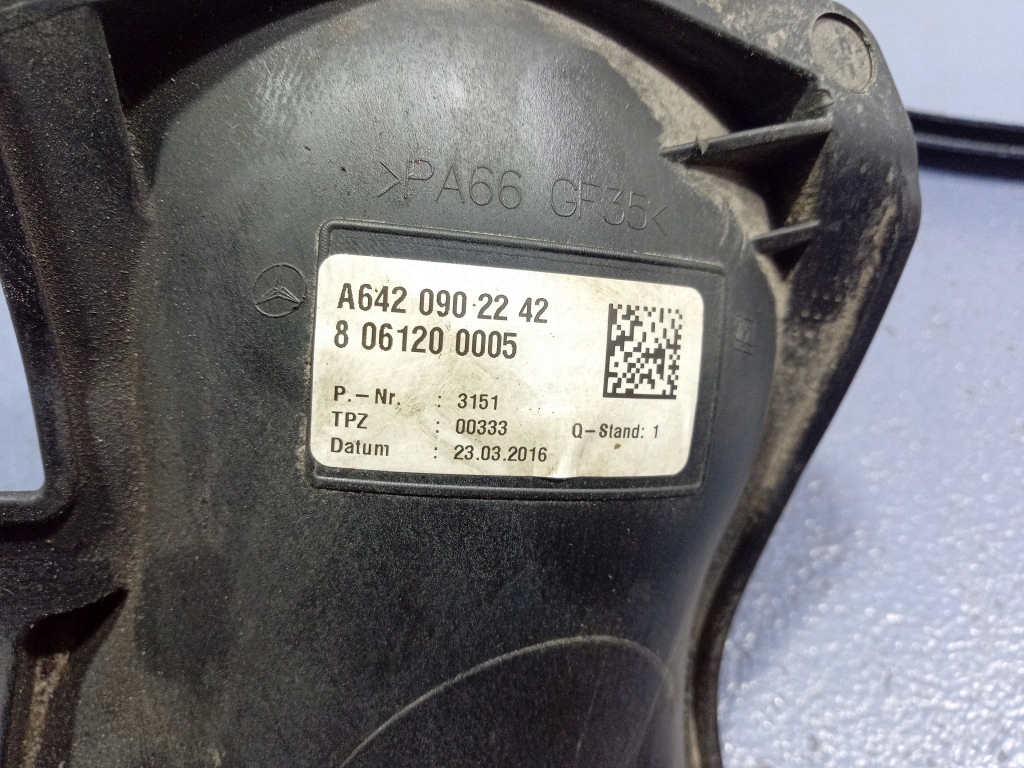 >PA66 GF35<
A642 090 22 42
8 06120 0005
P.-Nr. : 3151
TPZ : 00333 Q-Stand: 1
Datum : 23.03.2016